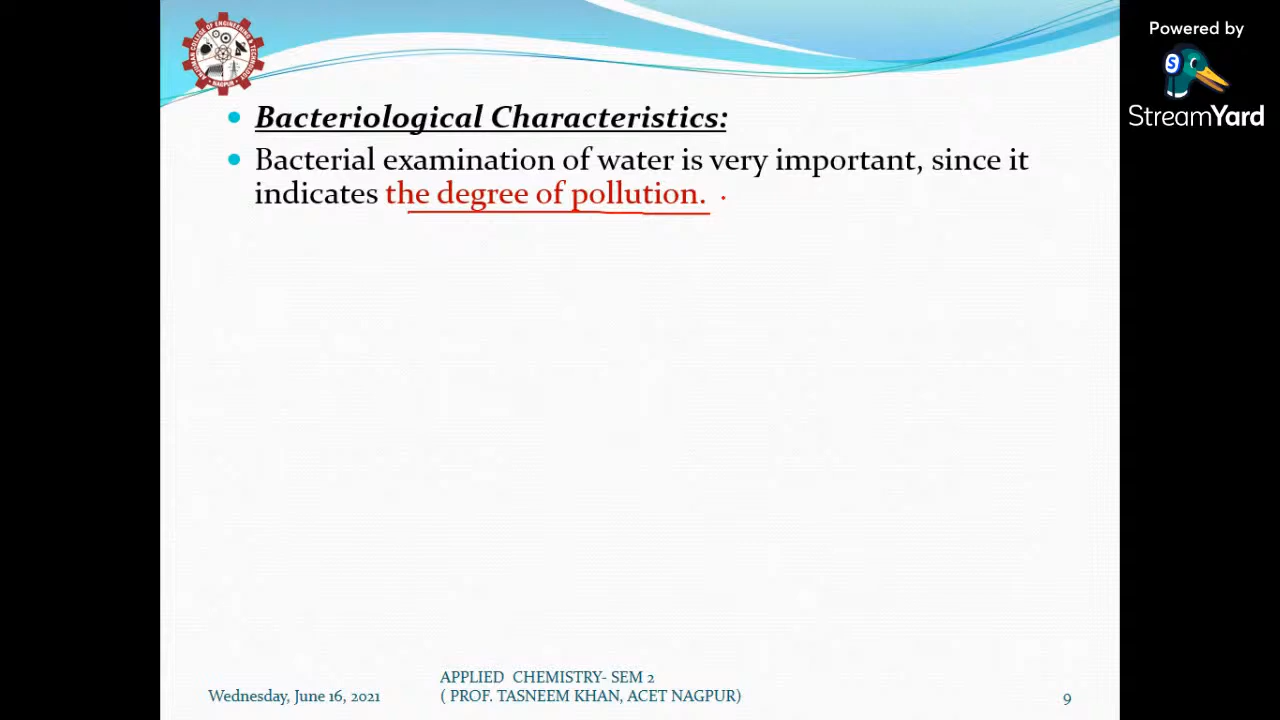 Powered by
StreamYard
Bacteriological Characteristics:
Bacterial examination of water is very important, since it
indicates the degree of pollution.
APPLIED CHEMISTRY- SEM 2
Wednesday, June 16, 2021 ( PROF. TASNEEM KHAN, ACET NAGPUR) 9